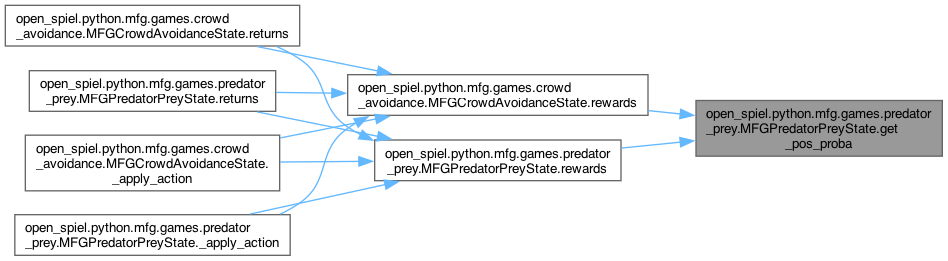 open_spiel.python.mfg.games.crowd
_avoidance.MFGCrowdAvoidanceState.returns
open_spiel.python.mfg.games.predator
_prey.MFGPredatorPreyState.returns
open_spiel.python.mfg.games.crowd
_avoidance.MFGCrowdAvoidanceState.
_apply_action
open_spiel.python.mfg.games.predator
_prey.MFGPredatorPreyState._apply_action
open_spiel.python.mfg.games.crowd
_avoidance.MFGCrowdAvoidanceState.rewards
open_spiel.python.mfg.games.predator
_prey.MFGPredatorPreyState.rewards
open_spiel.python.mfg.games.predator
_prey.MFGPredatorPreyState.get
_pos_proba